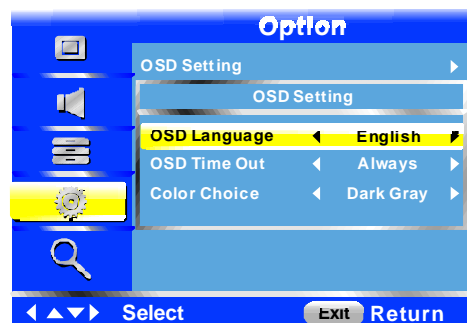 Option
OSD Setting
OSD Setting
OSD Language English
OSD Time Out Always
Color Choice Dark Gray
Select Exit Return